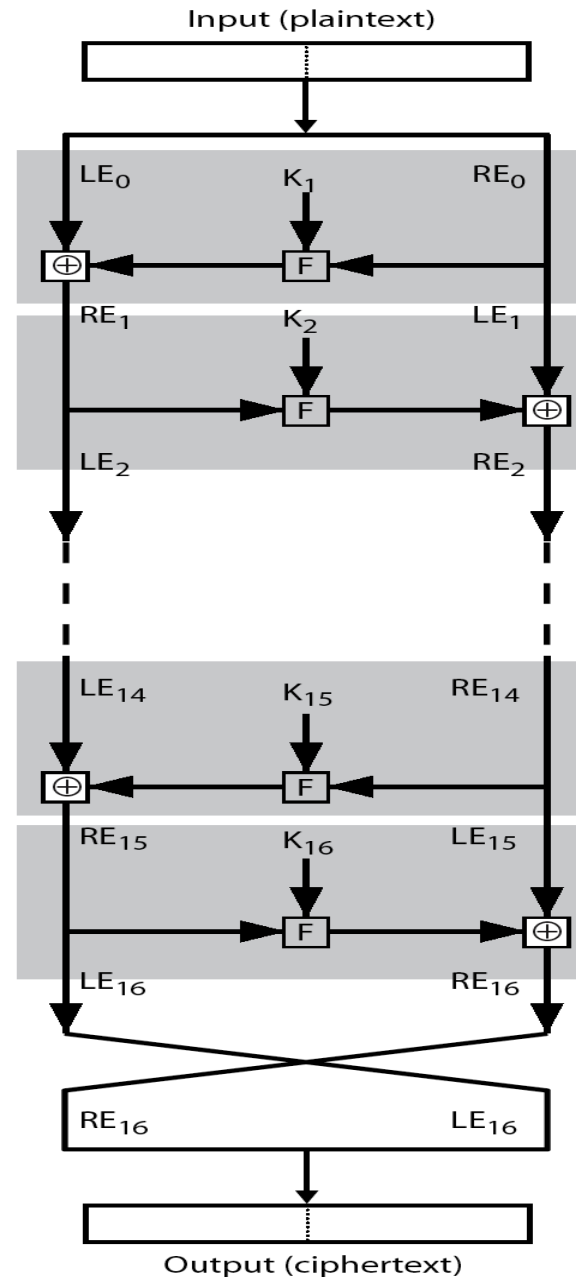 Input (plaintext)
LE₀ K₁ RE₀
⊕ F
RE₁ K₂ LE₁
F ⊕
LE₂ RE₂
LE₁₄ K₁₅ RE₁₄
⊕ F
RE₁₅ K₁₆ LE₁₅
F ⊕
LE₁₆ RE₁₆
RE₁₆ LE₁₆
Output (ciphertext)